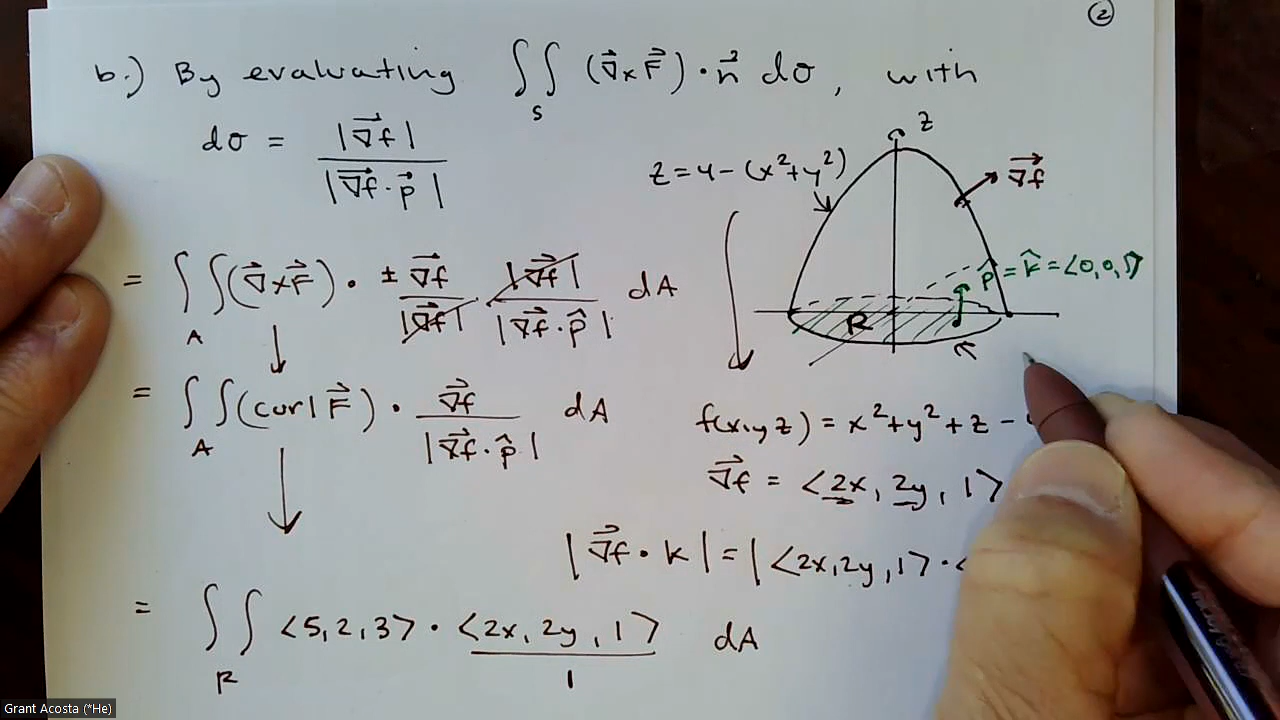 ②
b.) By evaluating ∬_S (∇⃗×F⃗)·n⃗ dσ, with
dσ = |∇⃗f| / |∇⃗f·p⃗|
z = 4-(x²+y²)
z
∇⃗f
p = k̂ = <0,0,1>
R
= ∬_A (∇⃗×F⃗) · ± ∇⃗f / |∇⃗f| · |∇⃗f| / |∇⃗f·p̂| dA
= ∬_A (curl F⃗) · ∇⃗f / |∇⃗f·p̂| dA
f(x,y z) = x²+y²+z-
∇⃗f = <2x, 2y, 1>
|∇⃗f · k| = |<2x,2y,1> · <
= ∬_R <5,2,3> · <2x, 2y, 1> / 1 dA
Grant Acosta (*He)